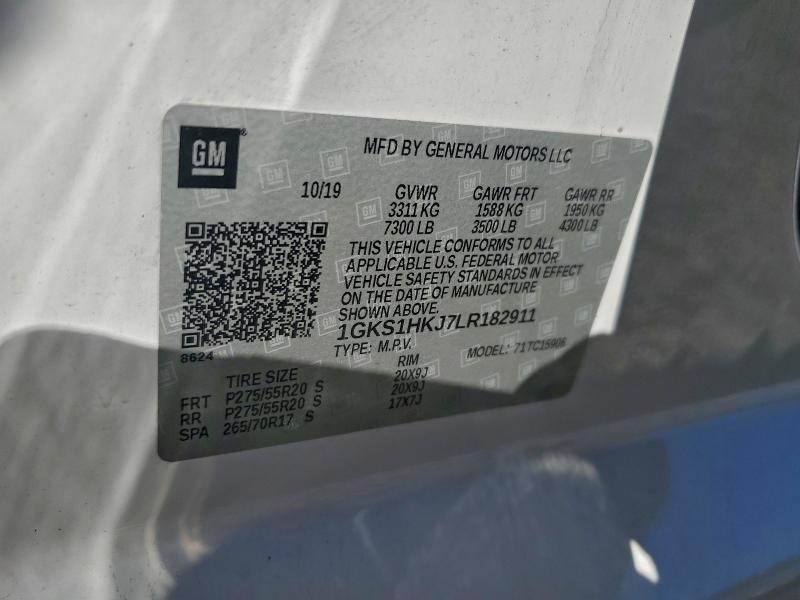 GM
MFD BY GENERAL MOTORS LLC
10/19 GVWR GAWR FRT GAWR RR
3311 KG 1588 KG 1950 KG
7300 LB 3500 LB 4300 LB
THIS VEHICLE CONFORMS TO ALL
APPLICABLE U.S. FEDERAL MOTOR
VEHICLE SAFETY STANDARDS IN EFFECT
ON THE DATE OF MANUFACTURE
SHOWN ABOVE.
1GKS1HKJ7LR182911
8624
TYPE: M.P.V. MODEL: 71TC15906
TIRE SIZE RIM
FRT P275/55R20 S 20X9J
RR P275/55R20 S 20X9J
SPA 265/70R17 S 17X7J